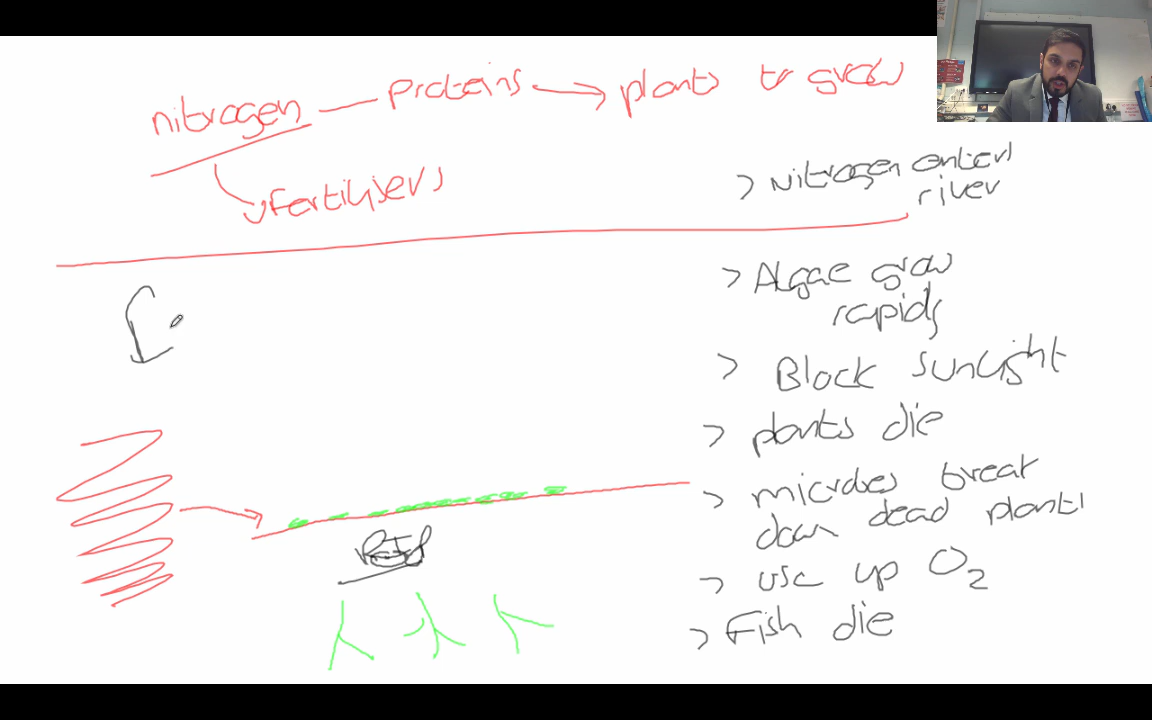 nitrogen — proteins → plants to grow
Fertilisers
> Nitrogen enters
river
> Algae grow
rapidly
> Block sunlight
> plants die
> microbes break
down dead plants
> use up O₂
> Fish die